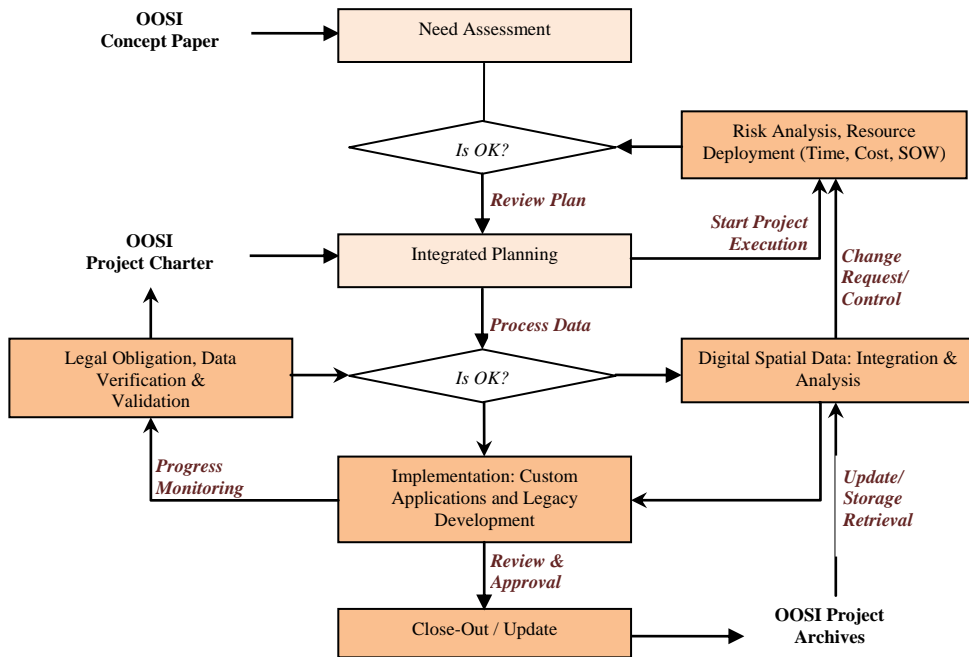 OOSI
Concept Paper
Need Assessment
Is OK?
Risk Analysis, Resource
Deployment (Time, Cost, SOW)
Review Plan
Start Project
Execution
OOSI
Project Charter
Integrated Planning
Change
Request/
Control
Process Data
Legal Obligation, Data
Verification &
Validation
Is OK?
Digital Spatial Data: Integration &
Analysis
Progress
Monitoring
Implementation: Custom
Applications and Legacy
Development
Update/
Storage
Retrieval
Review &
Approval
Close-Out / Update
OOSI Project
Archives